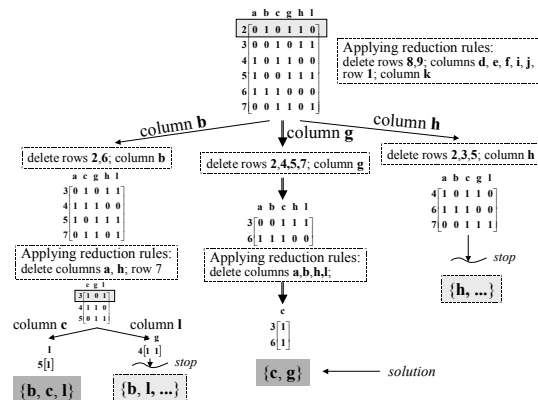 a b c g h l
2 0 1 0 1 1 0
3 0 0 1 0 1 1
4 1 0 1 1 0 0
5 1 0 0 1 1 1
6 1 1 1 0 0 0
7 0 0 1 1 0 1
Applying reduction rules:
delete rows 8,9; columns d, e, f, i, j,
row 1; column k
column b
column g
column h
delete rows 2,6; column b
delete rows 2,4,5,7; column g
delete rows 2,3,5; column h
a c g h l
3 0 1 0 1 1
4 1 1 1 0 0
5 1 0 1 1 1
7 0 1 1 0 1
a b c h l
3 0 0 1 1 1
6 1 1 1 0 0
a b c g l
4 1 0 1 1 0
6 1 1 1 0 0
7 0 0 1 1 1
Applying reduction rules:
delete columns a, h; row 7
Applying reduction rules:
delete columns a,b,h,l;
stop
{h, ...}
c g l
3 1 0 1
4 1 1 0
5 0 1 1
column c
column l
l
5[1]
g
4[1 1]
stop
c
3 1
6 1
{b, c, l}
{b, l, ...}
{c, g}
solution